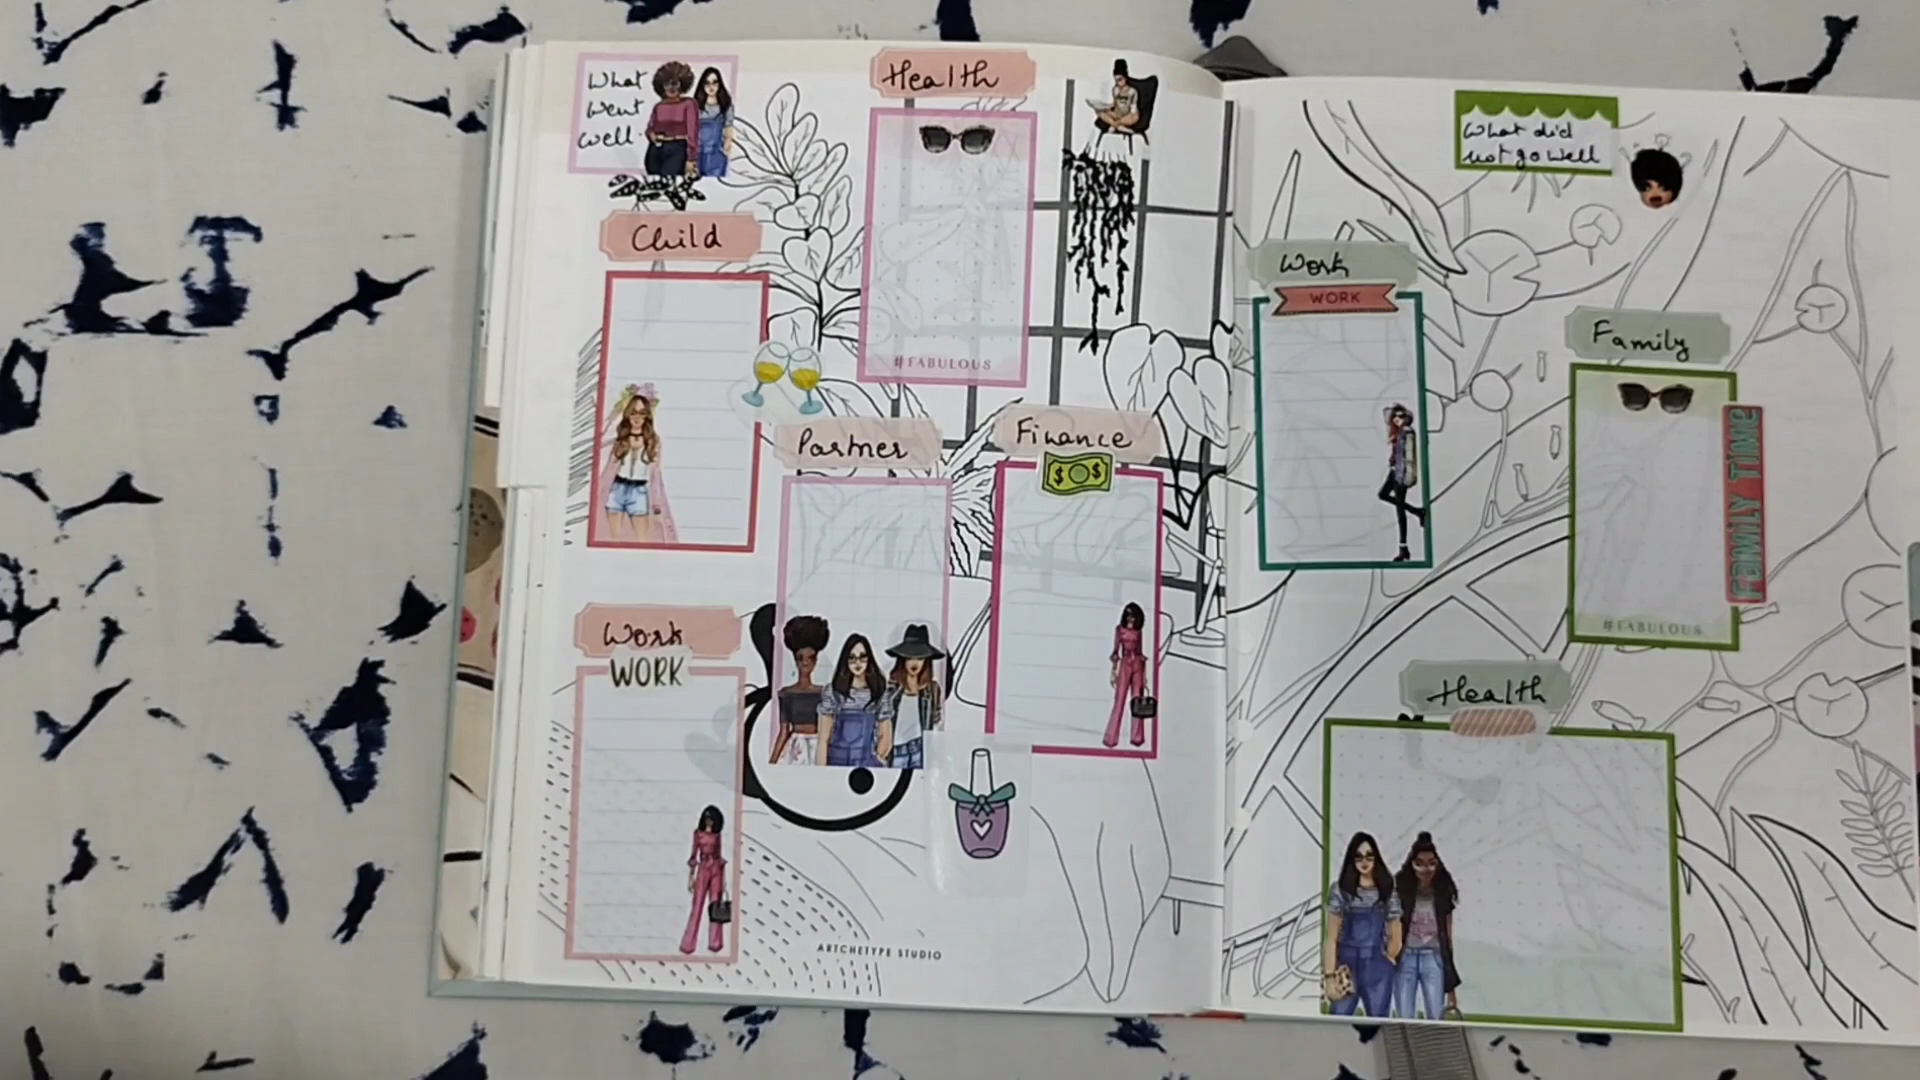 What
went
well
Health
Child
#FABULOUS
Partner
Finance
$ $
Work
WORK
ARTCHETYPE STUDIO
What did
not go well
Work
WORK
Family
FAMILY TIME
#FABULOUS
Health